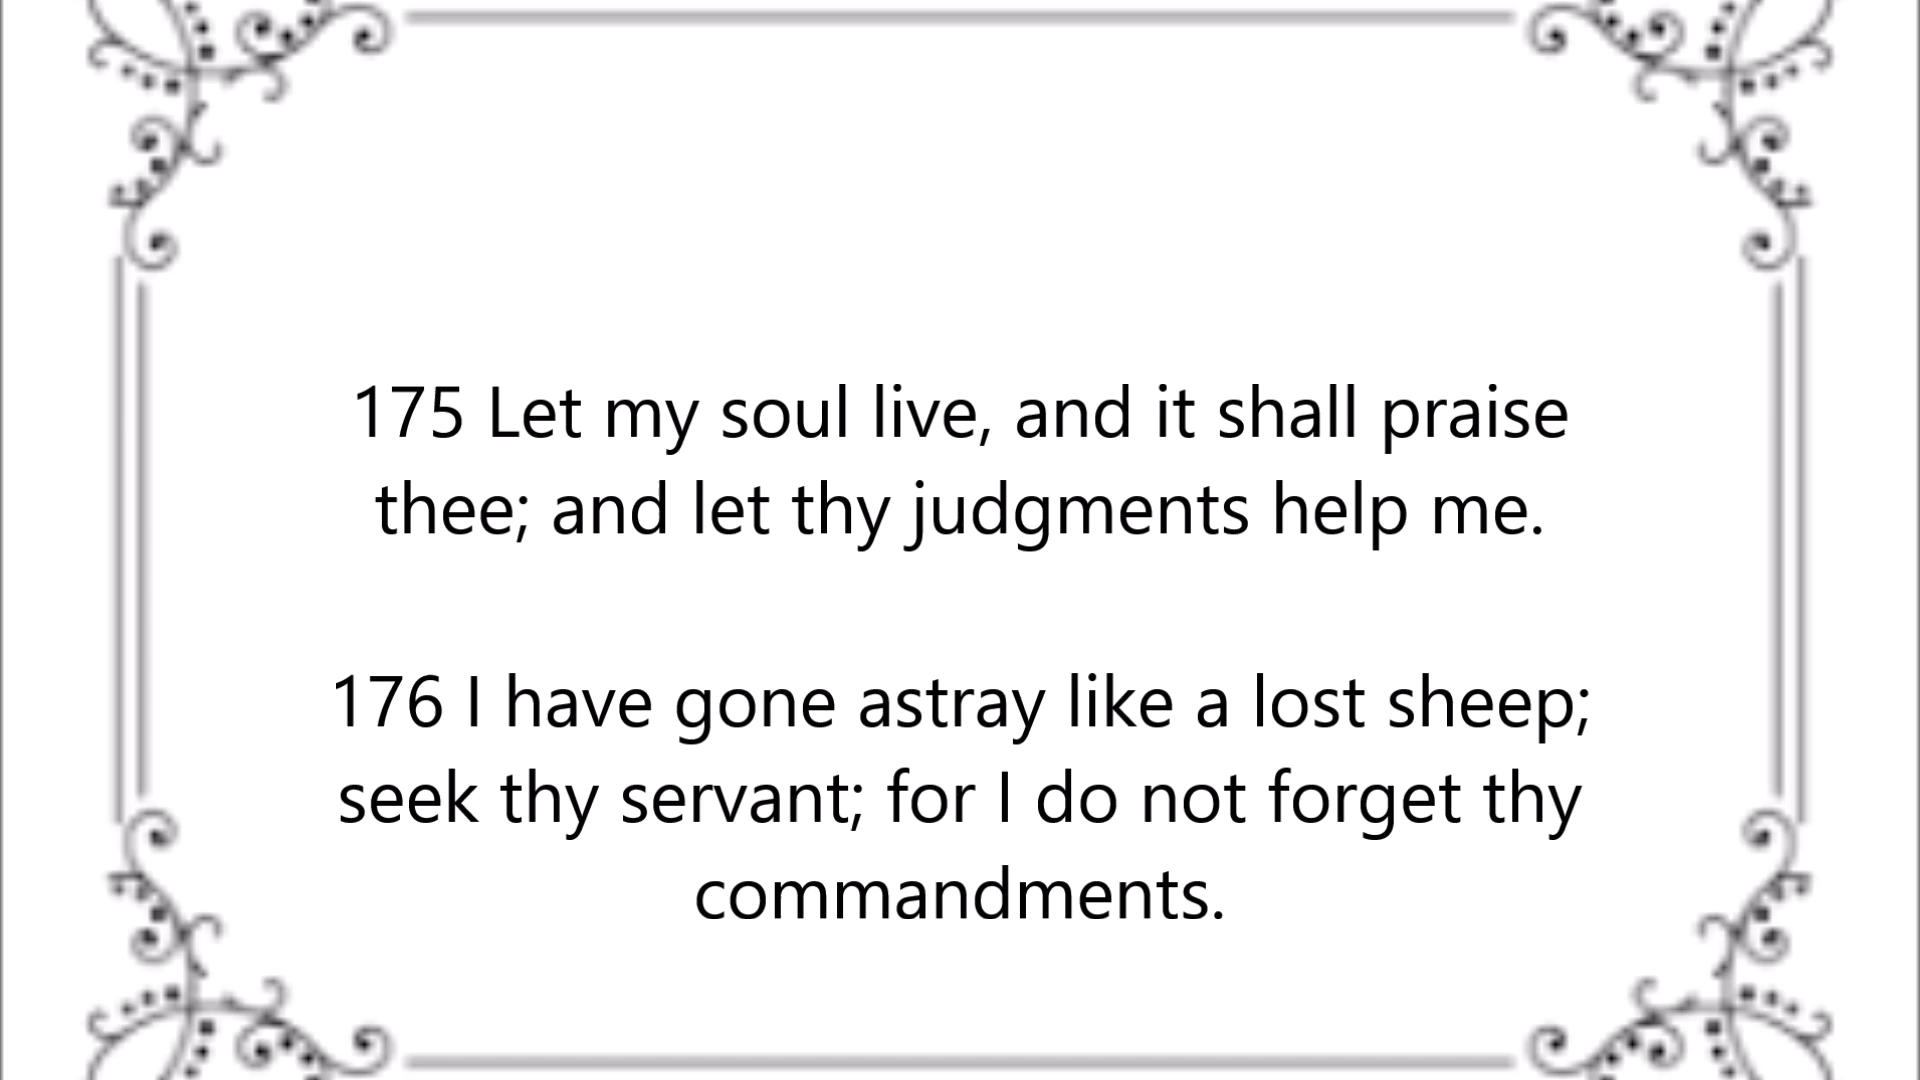 175 Let my soul live, and it shall praise
thee; and let thy judgments help me.
176 I have gone astray like a lost sheep;
seek thy servant; for I do not forget thy
commandments.